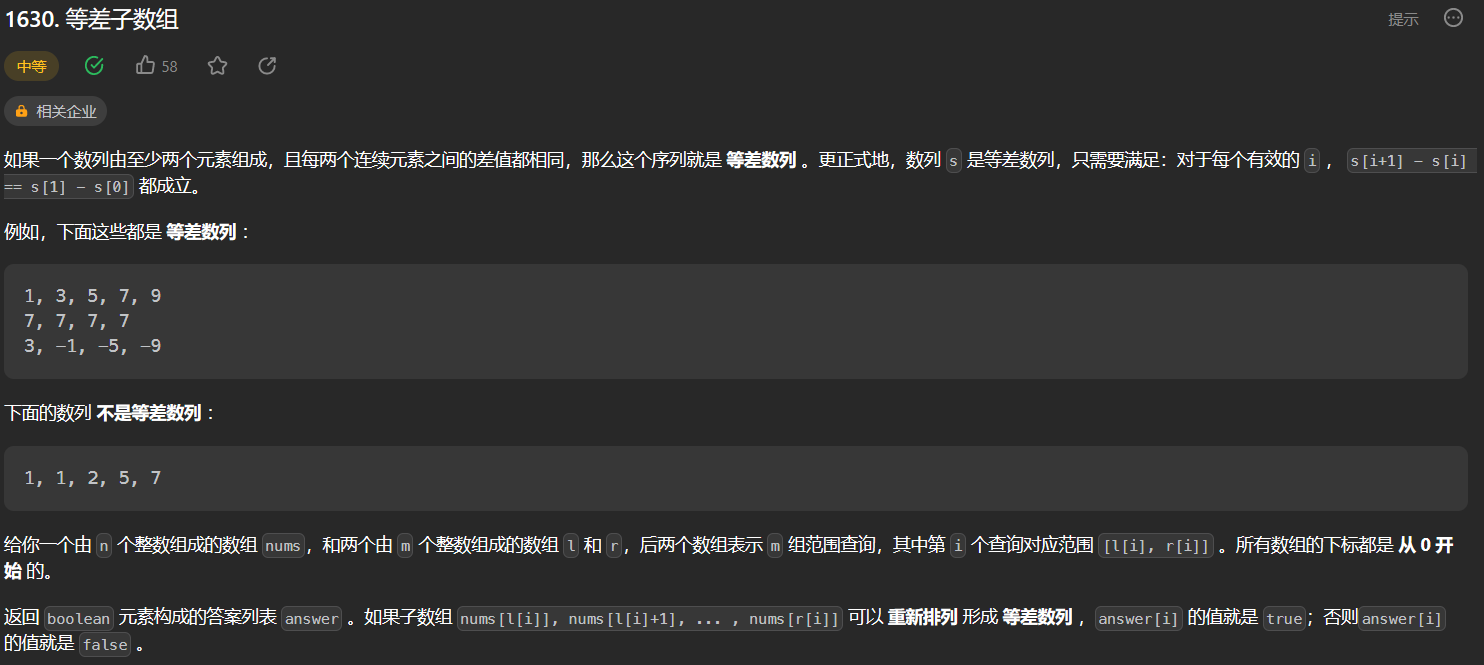 1630. 等差子数组
提示
中等
58
相关企业
如果一个数列由至少两个元素组成，且每两个连续元素之间的差值都相同，那么这个序列就是 等差数列 。更正式地，数列 s 是等差数列，只需要满足：对于每个有效的 i ， s[i+1] - s[i]
== s[1] - s[0] 都成立。
例如，下面这些都是 等差数列 ：
1, 3, 5, 7, 9
7, 7, 7, 7
3, -1, -5, -9
下面的数列 不是等差数列 ：
1, 1, 2, 5, 7
给你一个由 n 个整数组成的数组 nums，和两个由 m 个整数组成的数组 l 和 r，后两个数组表示 m 组范围查询，其中第 i 个查询对应范围 [l[i], r[i]] 。所有数组的下标都是 从 0 开
始 的。
返回 boolean 元素构成的答案列表 answer 。如果子数组 nums[l[i]], nums[l[i]+1], ... , nums[r[i]] 可以 重新排列 形成 等差数列 ，answer[i] 的值就是 true；否则answer[i]
的值就是 false 。